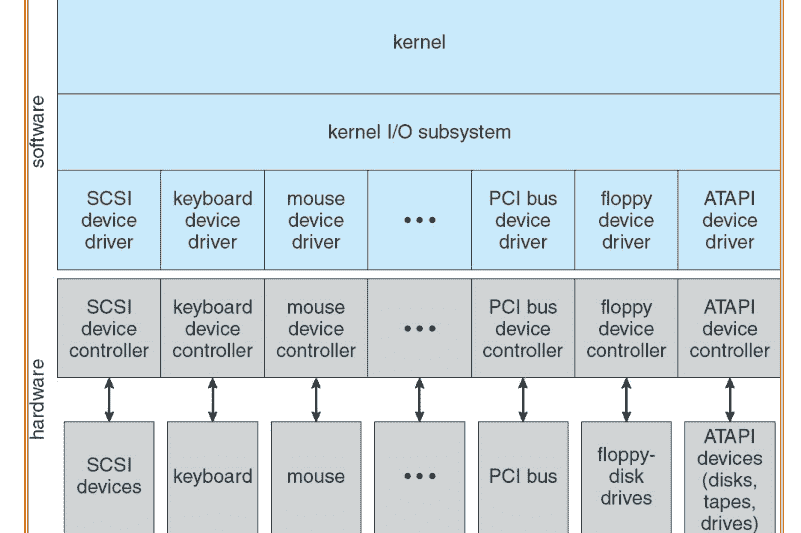 kernel
software
kernel I/O subsystem
SCSI
device
driver
keyboard
device
driver
mouse
device
driver
•••
PCI bus
device
driver
floppy
device
driver
ATAPI
device
driver
hardware
SCSI
device
controller
keyboard
device
controller
mouse
device
controller
•••
PCI bus
device
controller
floppy
device
controller
ATAPI
device
controller
SCSI
devices
keyboard
mouse
•••
PCI bus
floppy-
disk
drives
ATAPI
devices
(disks,
tapes,
drives)